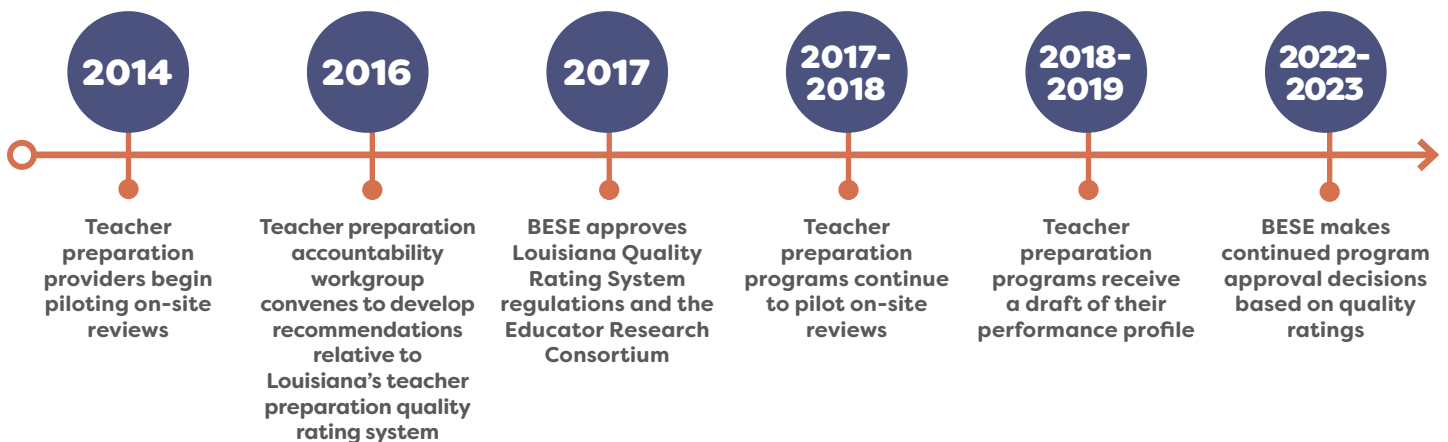 2014
Teacher
preparation
providers begin
piloting on-site
reviews
2016
Teacher preparation
accountability
workgroup
convenes to develop
recommendations
relative to
Louisiana’s teacher
preparation quality
rating system
2017
BESE approves
Louisiana Quality
Rating System
regulations and the
Educator Research
Consortium
2017-
2018
Teacher
preparation
programs continue
to pilot on-site
reviews
2018-
2019
Teacher
preparation
programs receive
a draft of their
performance profile
2022-
2023
BESE makes
continued program
approval decisions
based on quality
ratings